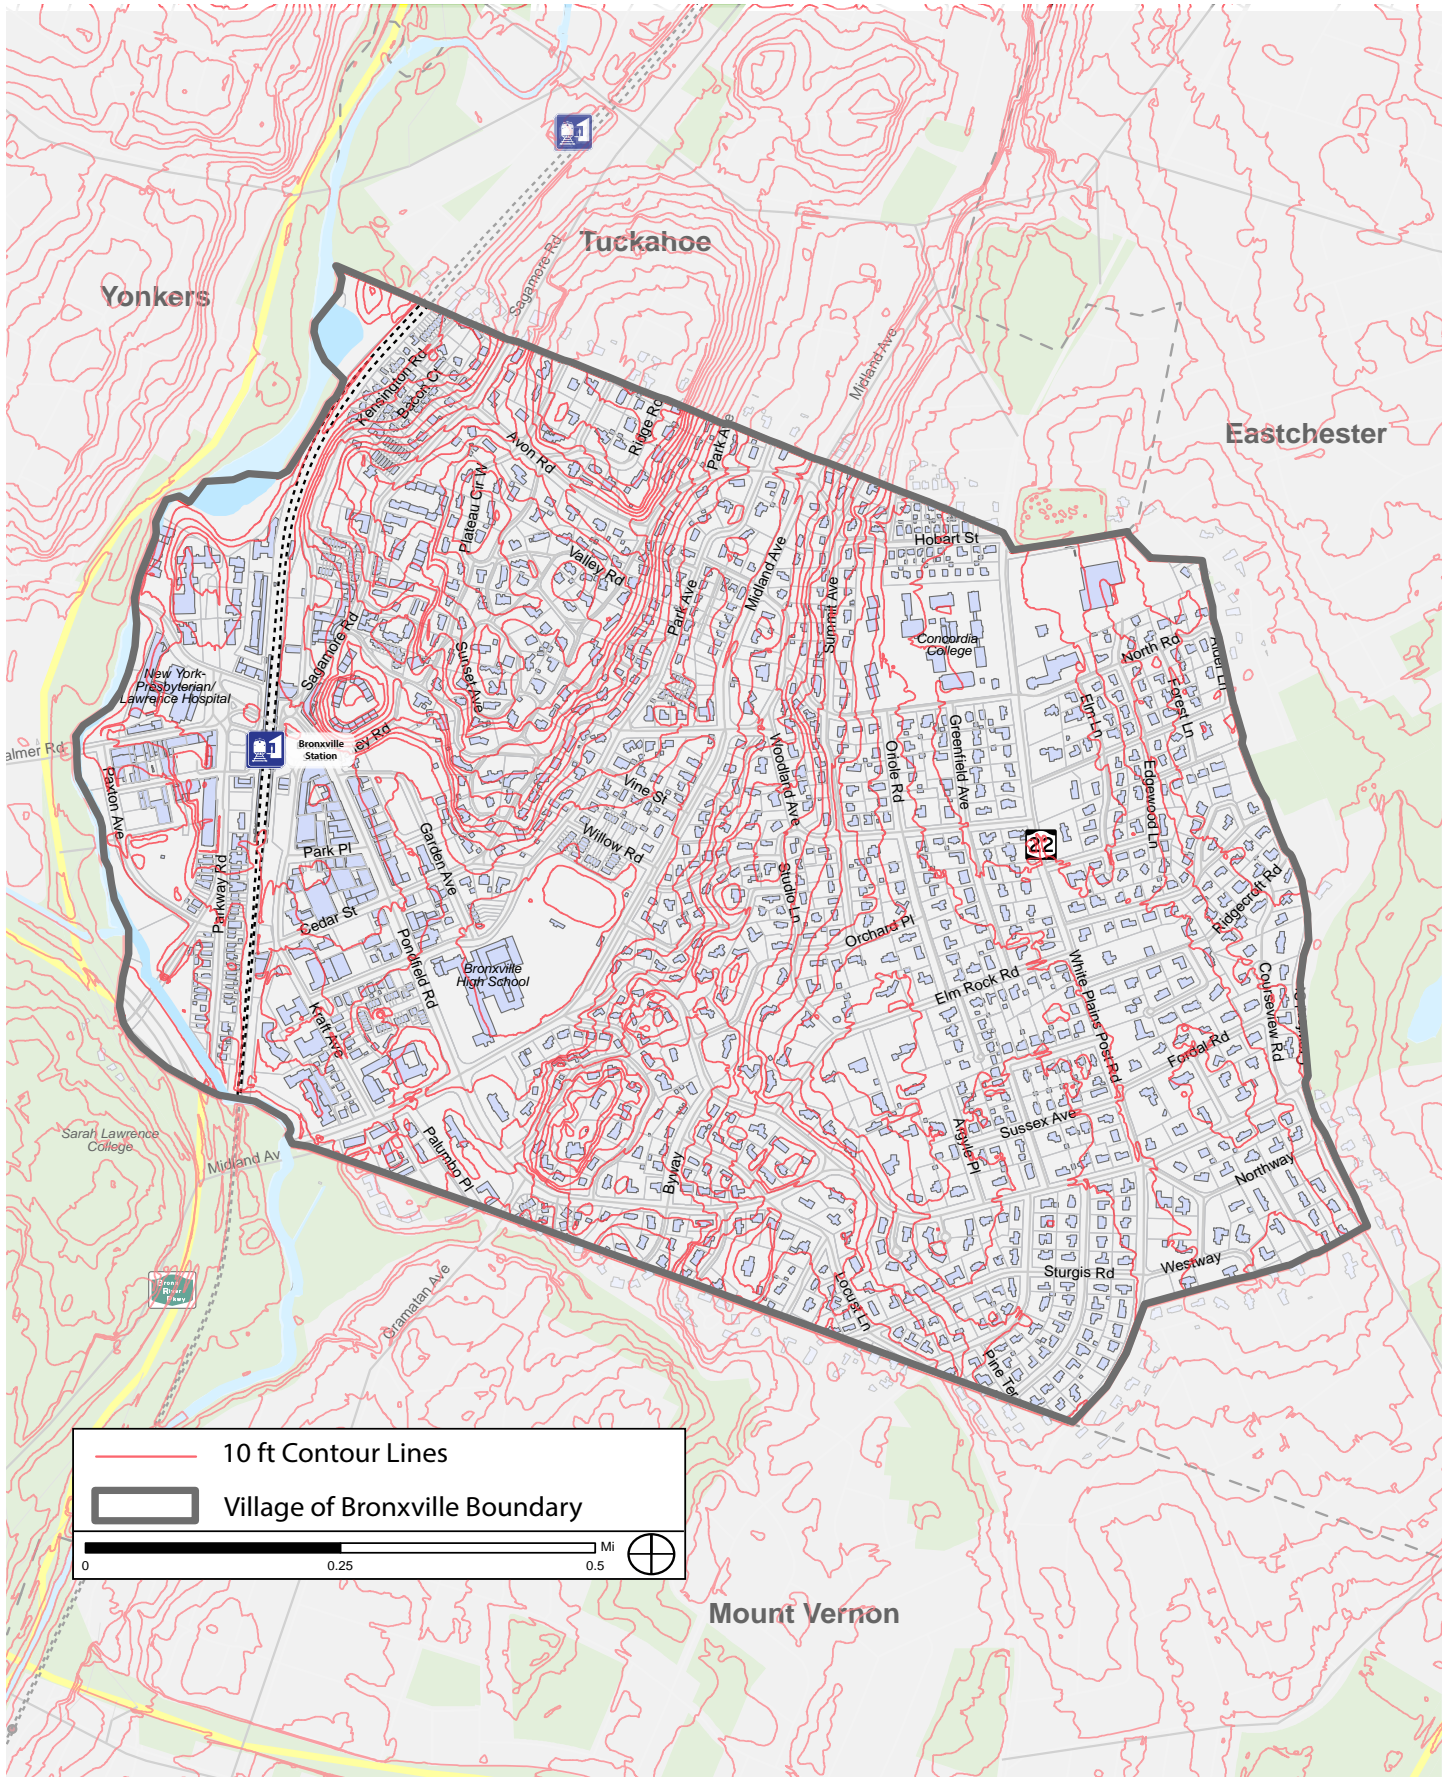 Tuckahoe
Yonkers
Eastchester
Sagamore Rd
Midland Ave
Kensington Rd
Bacon Ct
Ridge Rd
Park Ave
Avon Rd
Plateau Cir W
Valley Rd
Hobart St
Midland Ave
Park Ave
Summit Ave
Sagamore Rd
Sunset Ave
Concordia
College
North Rd
Alder Ln
Forest Ln
Elm Ln
New York-
Presbyterian/
Lawrence Hospital
almer Rd
Bronxville
Station
ley Rd
Woodland Ave
Oriole Rd
Greenfield Ave
Edgewood Ln
Paxton Ave
Vine St
Willow Rd
Garden Ave
Park Pl
22
Parkway Rd
Cedar St
Studio Ln
Orchard Pl
Ridgecroft Rd
Pondfield Rd
Bronxville
High School
Elm Rock Rd
White Plains Post Rd
Courseview Rd
Kraft Ave
Fordal Rd
Sussex Ave
Argyle Pl
Sarah Lawrence
College
Midland Av
Palumbo Pl
Byway
Northway
Westway
Sturgis Rd
Locust Ln
Pine Ter
Gramatan Ave
Bronx
River
Pkwy
10 ft Contour Lines
Village of Bronxville Boundary
Mi
0 0.25 0.5
Mount Vernon